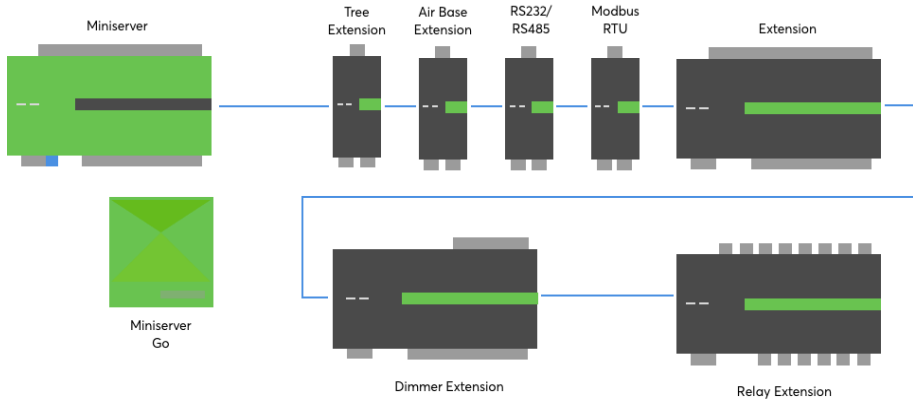 Miniserver
Tree
Extension
Air Base
Extension
RS232/
RS485
Modbus
RTU
Extension
Miniserver
Go
Dimmer Extension
Relay Extension